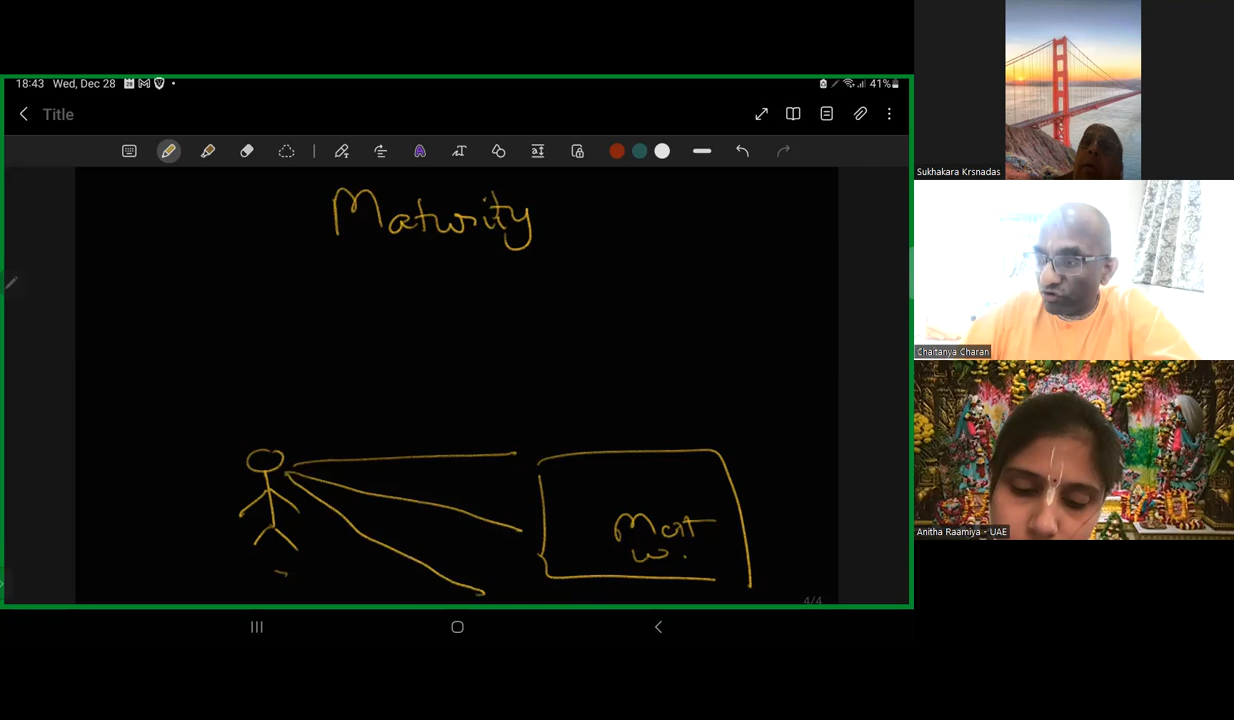 18:43 Wed, Dec 28
41%
Title
Maturity
Mat
w.
4/4
Sukhakara Krsnadas
Chaitanya Charan
Anitha Raamiya - UAE